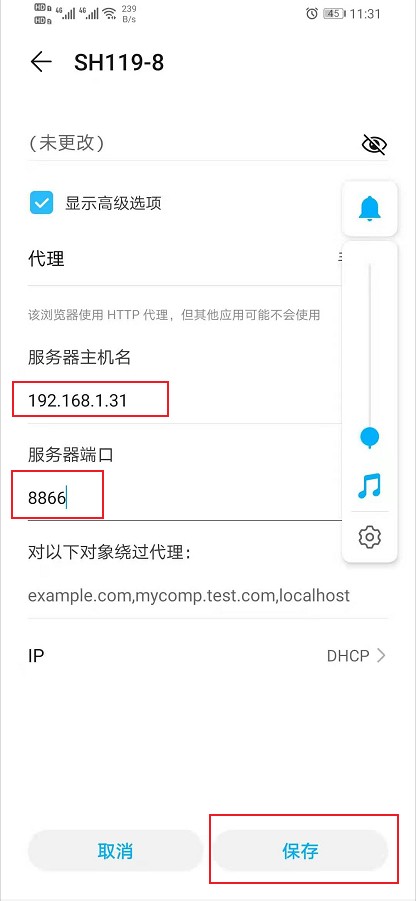 HD 4G 4G 239 B/s 45 11:31
SH119-8
(未更改)
显示高级选项
代理
该浏览器使用 HTTP 代理，但其他应用可能不会使用
服务器主机名
192.168.1.31
服务器端口
8866
对以下对象绕过代理：
example.com,mycomp.test.com,localhost
IP DHCP
取消 保存